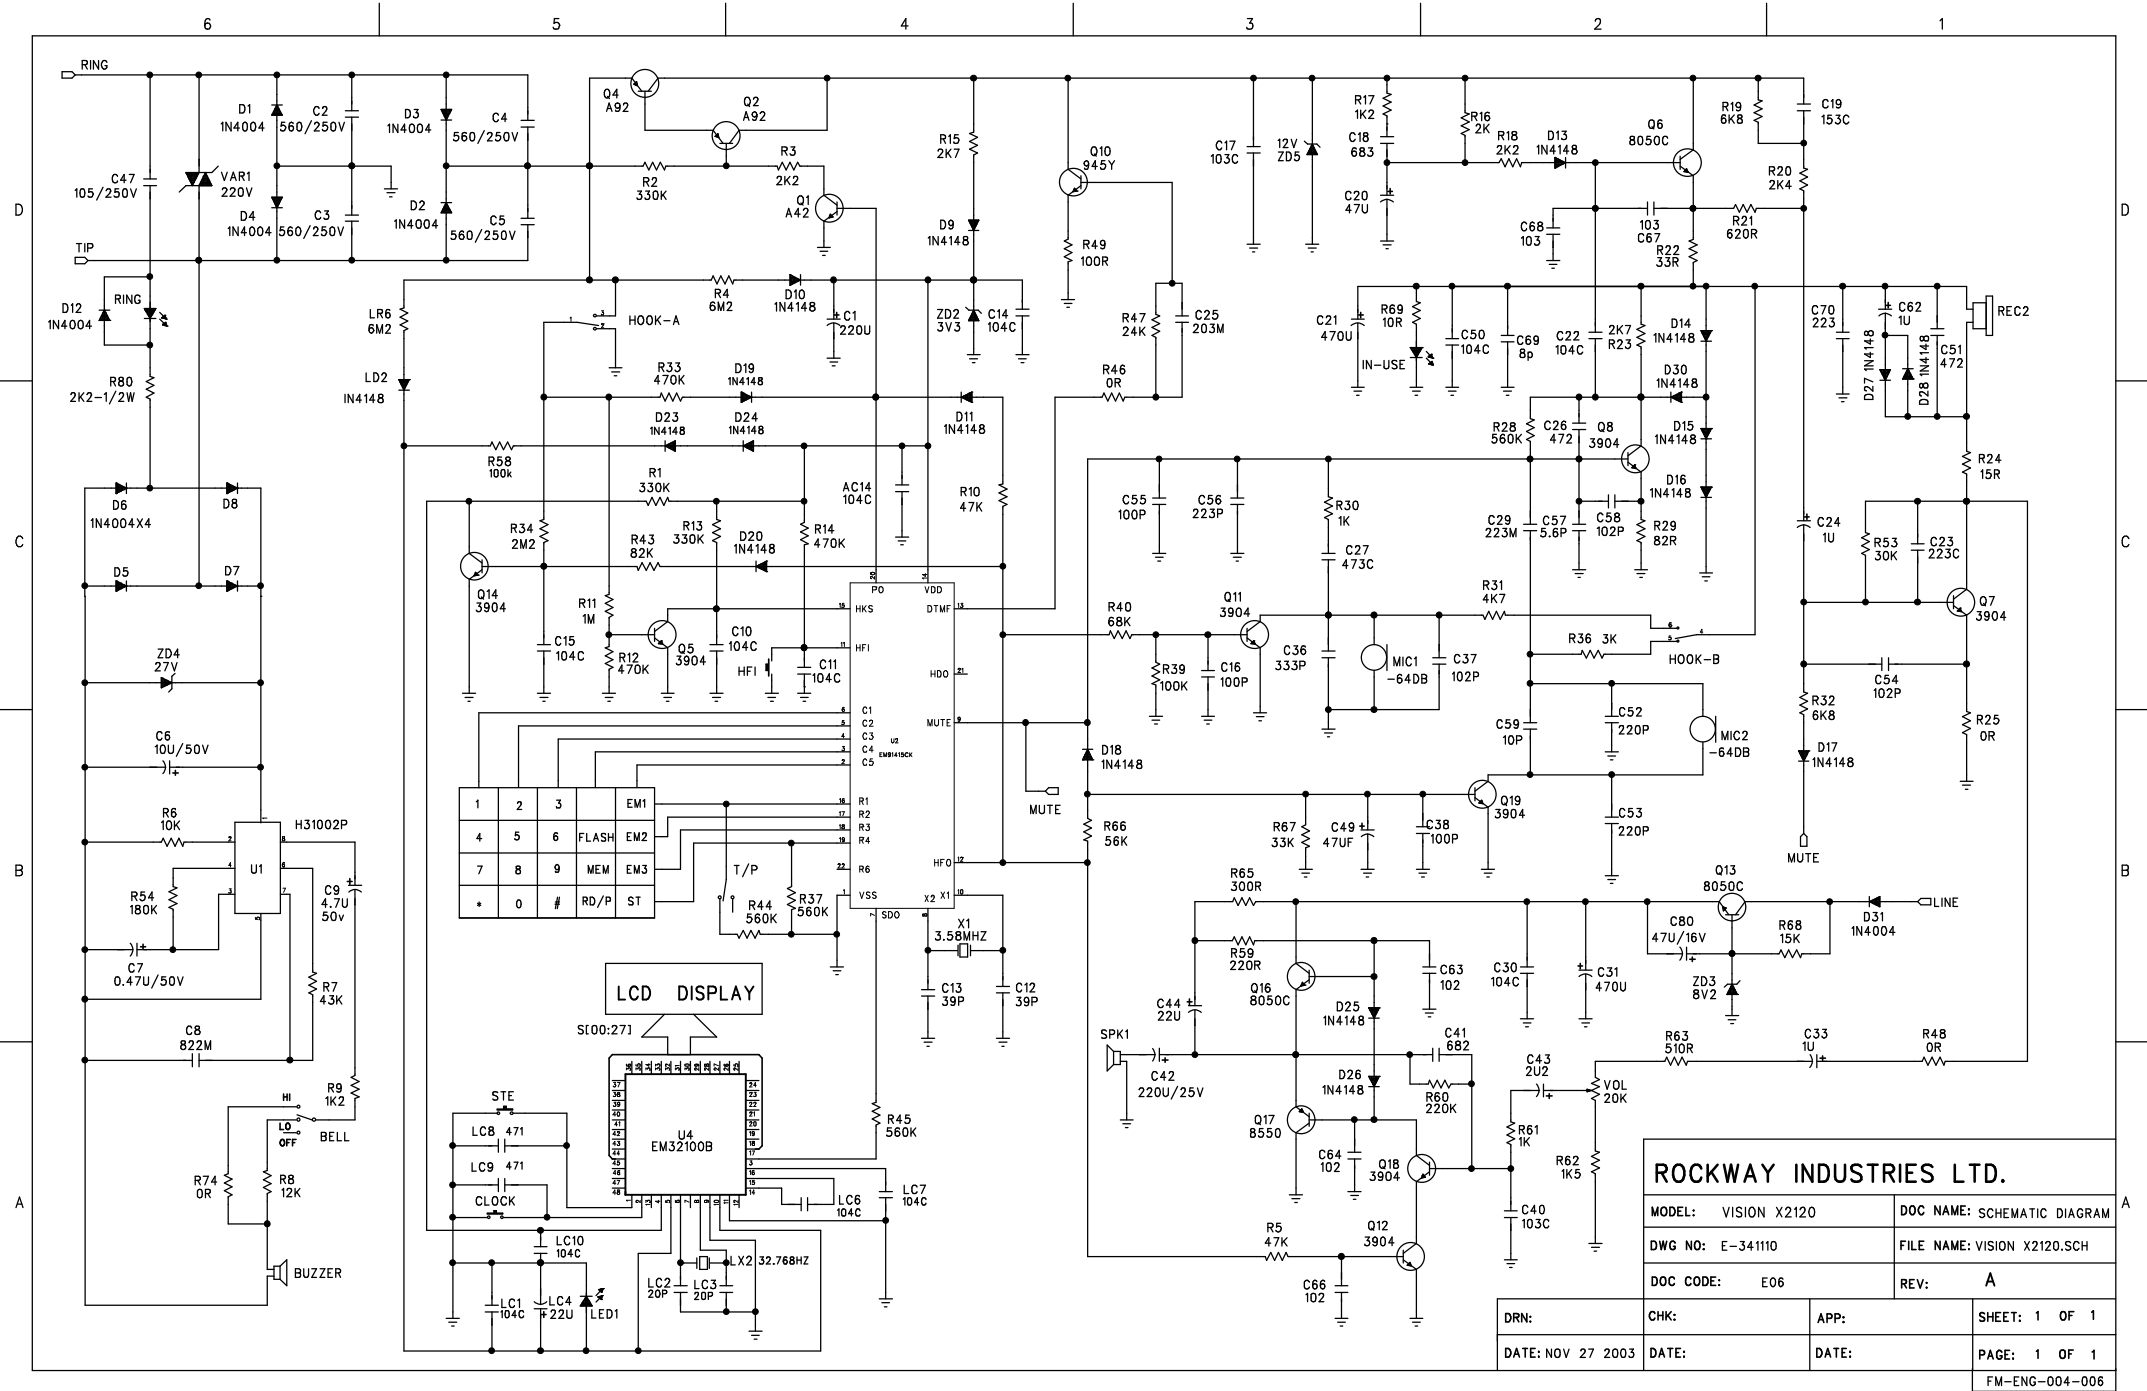 6 5 4 3 2 1
D
C
B
A
D
C
B
A
RING
TIP
C47
105/250V
VAR1
220V
D1
1N4004
C2
560/250V
D3
1N4004
C4
560/250V
D4
1N4004
C3
560/250V
D2
1N4004
C5
560/250V
D12
1N4004
RING
R80
2K2-1/2W
D6
1N4004X4
D8
D5
D7
ZD4
27V
C6
10U/50V
R6
10K
H31002P
U1
R54
180K
C7
0.47U/50V
C9
4.7U
50v
R7
43K
C8
822M
R9
1K2
HI
LO
OFF
BELL
R74
0R
R8
12K
BUZZER
Q4
A92
Q2
A92
R2
330K
R3
2K2
Q1
A42
R15
2K7
D9
1N4148
LR6
6M2
HOOK-A
R4
6M2
D10
1N4148
C1
220U
ZD2
3V3
C14
104C
LD2
1N4148
R33
470K
D19
1N4148
D23
1N4148
D24
1N4148
D11
1N4148
R58
100k
R1
330K
AC14
104C
R10
47K
R34
2M2
R13
330K
R14
470K
R43
82K
D20
1N4148
Q14
3904
R11
1M
C15
104C
R12
470K
Q5
3904
C10
104C
HFI
C11
104C
PO
VDD
HKS
DTMF
HFI
HDO
C1
C2
C3
C4
C5
MUTE
U2
EM91415CK
R1
R2
R3
R4
R6
HFO
VSS
X2
X1
SDO
1 2 3 EM1
4 5 6 FLASH EM2
7 8 9 MEM EM3
* 0 # RD/P ST
T/P
R44
560K
R37
560K
X1
3.58MHZ
C13
39P
C12
39P
LCD DISPLAY
S[00:27]
U4
EM32100B
R45
560K
STE
LC8 471
LC9 471
CLOCK
LC10
104C
LC1
104C
LC4
22U
LED1
LC2
20P
LC3
20P
LX2 32.768HZ
LC6
104C
LC7
104C
Q10
945Y
R49
100R
C17
103C
12V
ZD5
R17
1K2
C18
683
C20
47U
R16
2K
R18
2K2
D13
1N4148
Q6
8050C
R19
6K8
C19
153C
R20
2K4
C68
103
103
C67
R21
620R
R22
33R
R47
24K
C25
203M
R46
0R
C21
470U
R69
10R
IN-USE
C50
104C
C69
8p
C22
104C
2K7
R23
D14
1N4148
D30
1N4148
C70
223
C62
1U
D27 1N4148
D28 1N4148
C51
472
REC2
R28
560K
C26
472
Q8
3904
D15
1N4148
D16
1N4148
C55
100P
C56
223P
R30
1K
C27
473C
C29
223M
C57
5.6P
C58
102P
R29
82R
R24
15R
C24
1U
R53
30K
C23
223C
Q7
3904
R40
68K
Q11
3904
R31
4K7
R36 3K
HOOK-B
R39
100K
C16
100P
C36
333P
MIC1
-64DB
C37
102P
C54
102P
R32
6K8
R25
0R
C59
10P
C52
220P
MIC2
-64DB
D17
1N4148
MUTE
D18
1N4148
MUTE
R66
56K
Q19
3904
R67
33K
C49
47UF
C38
100P
C53
220P
R65
300R
R59
220R
Q16
8050C
C63
102
C30
104C
C31
470U
C80
47U/16V
Q13
8050C
R68
15K
D31
1N4004
LINE
ZD3
8V2
C44
22U
D25
1N4148
SPK1
C42
220U/25V
D26
1N4148
C41
682
R60
220K
C43
2U2
R63
510R
C33
1U
R48
0R
VOL
20K
Q17
8550
C64
102
Q18
3904
R61
1K
R62
1K5
C40
103C
R5
47K
Q12
3904
C66
102
ROCKWAY INDUSTRIES LTD.
MODEL: VISION X2120
DOC NAME: SCHEMATIC DIAGRAM
DWG NO: E-341110
FILE NAME: VISION X2120.SCH
DOC CODE: E06
REV: A
DRN:
CHK:
APP:
SHEET: 1 OF 1
DATE: NOV 27 2003
DATE:
DATE:
PAGE: 1 OF 1
FM-ENG-004-006